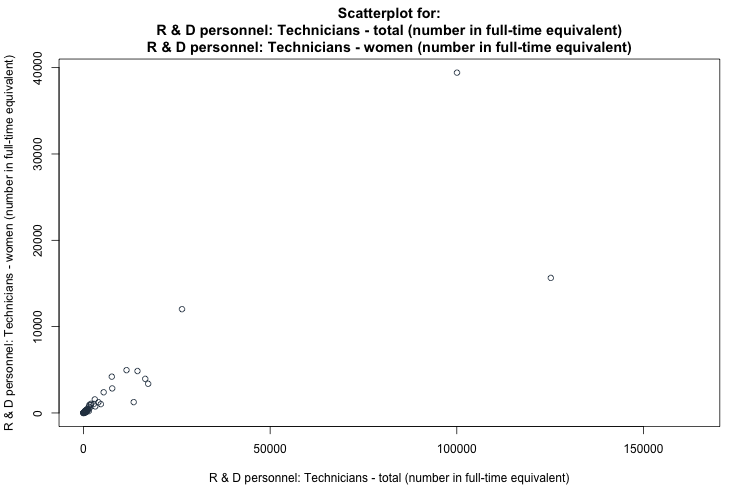 Scatterplot for:
R & D personnel: Technicians - total (number in full-time equivalent)
R & D personnel: Technicians - women (number in full-time equivalent)
R & D personnel: Technicians - women (number in full-time equivalent)
40000
30000
20000
10000
0
0 50000 100000 150000
R & D personnel: Technicians - total (number in full-time equivalent)